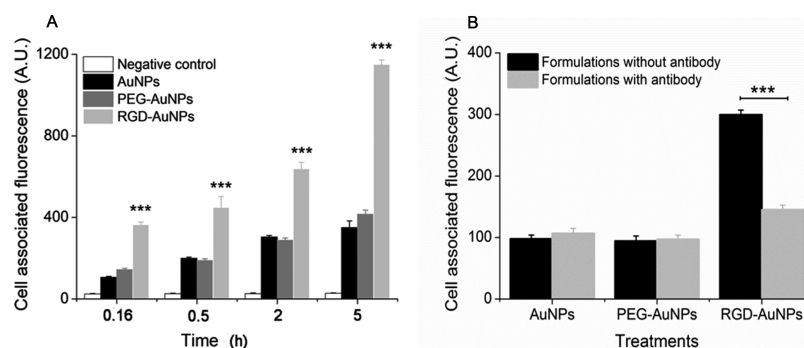 A
Cell associated fluorescence (A.U.)
1200
800
400
0
Negative control
AuNPs
PEG-AuNPs
RGD-AuNPs
***
***
***
***
0.16
0.5
2
5
Time (h)
B
Cell associated fluorescence (A.U.)
400
300
200
100
0
Formulations without antibody
Formulations with antibody
***
AuNPs
PEG-AuNPs
RGD-AuNPs
Treatments